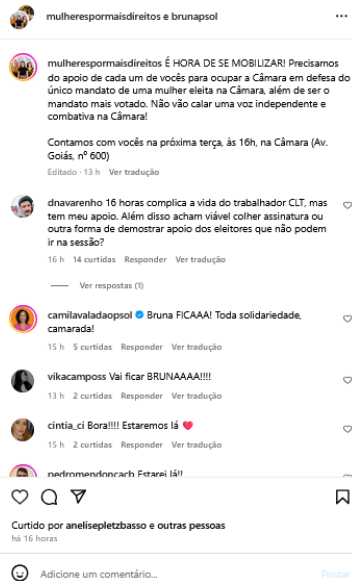 mulherespormaisdireitos e brunapsol
mulherespormaisdireitos É HORA DE SE MOBILIZAR! Precisamos
do apoio de cada um de vocês para ocupar a Câmara em defesa do
único mandato de uma mulher eleita na Câmara, além de ser o
mandato mais votado. Não vão calar uma voz independente e
combativa na Câmara!
Contamos com vocês na próxima terça, às 16h, na Câmara (Av.
Goiás, nº 600)
Editado · 13 h Ver tradução
dnavarenho 16 horas complica a vida do trabalhador CLT, mas
tem meu apoio. Além disso acham viável colher assinatura ou
outra forma de demostrar apoio dos eleitores que não podem
ir na sessão?
16 h 14 curtidas Responder Ver tradução
Ver respostas (1)
camilavaladaopsol Bruna FICAAA! Toda solidariedade,
camarada!
15 h 5 curtidas Responder Ver tradução
vikacamposs Vai ficar BRUNAAAA!!!!
13 h 2 curtidas Responder Ver tradução
cintia_ci Bora!!!! Estaremos lá ❤️
15 h 2 curtidas Responder Ver tradução
pedromendoncach Estarei lá!!
Curtido por anelisepletzbasso e outras pessoas
há 16 horas
Adicione um comentário...
Postar